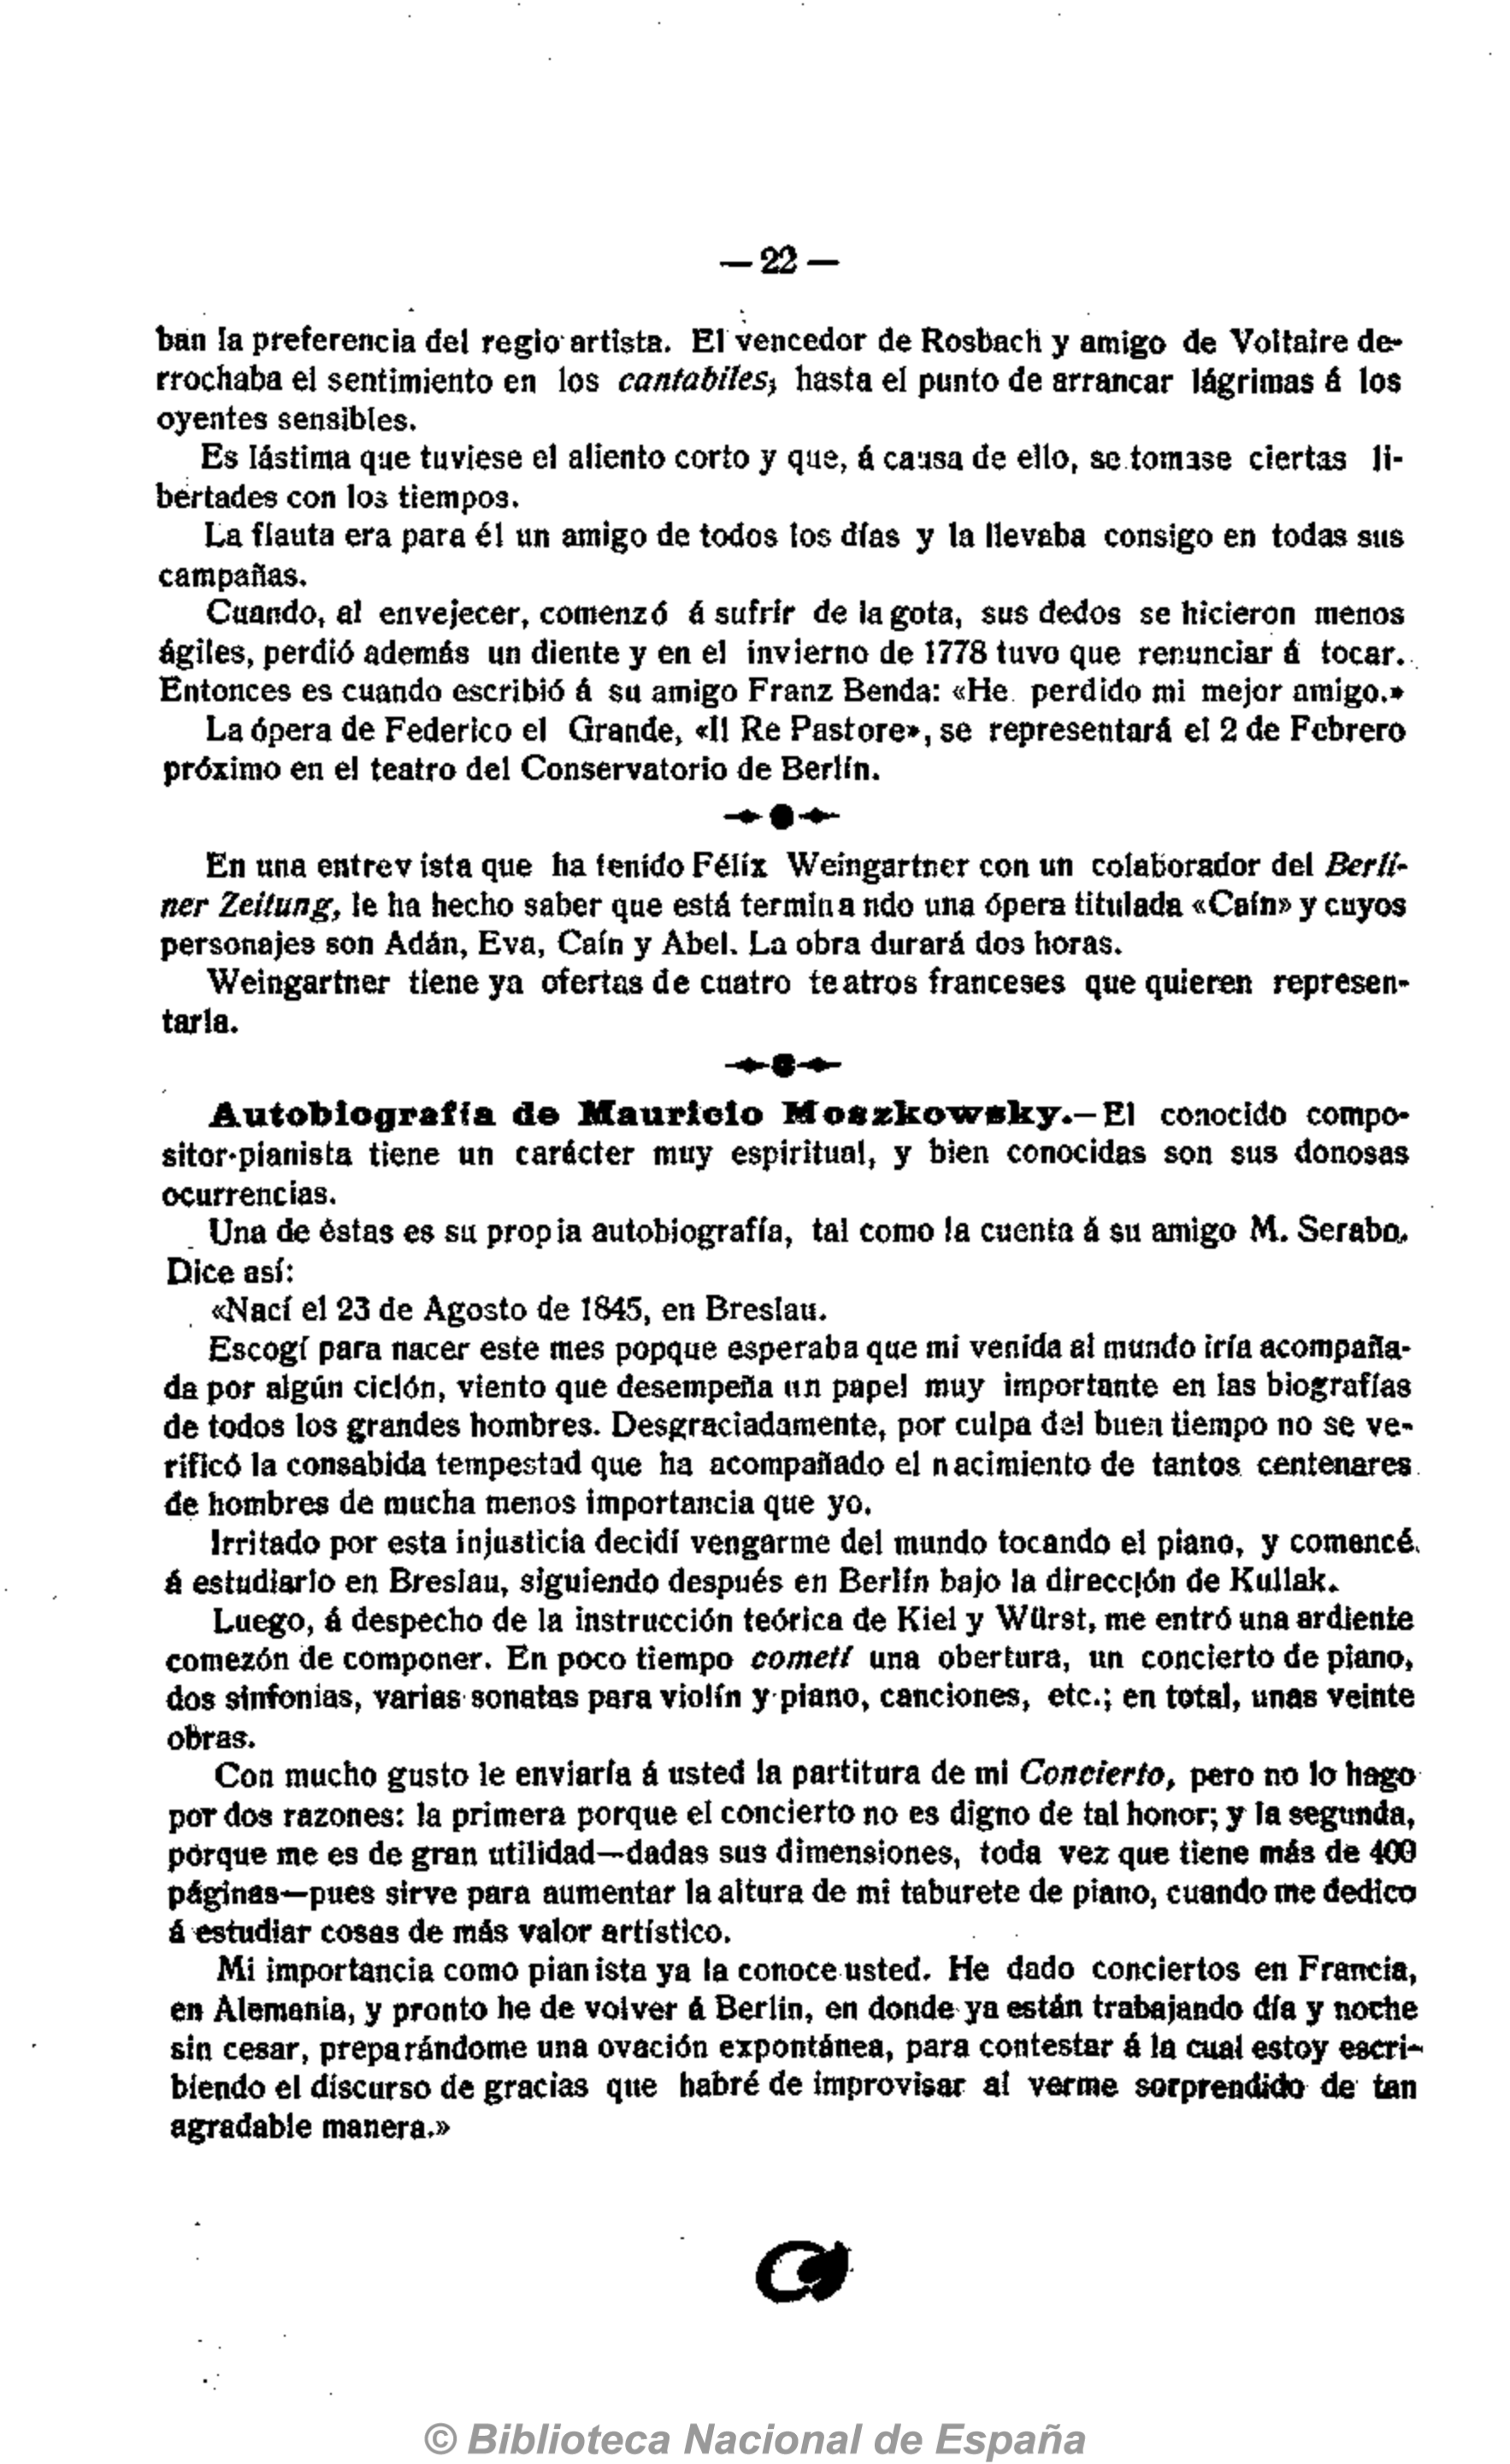 — 22 —
ban la preferencia del regio artista. El vencedor de Rosbach y amigo de Voltaire de-
rrochaba el sentimiento en los cantabiles, hasta el punto de arrancar lágrimas á los
oyentes sensibles.
Es lástima que tuviese el aliento corto y que, á causa de ello, se tomase ciertas li-
bertades con los tiempos.
La flauta era para él un amigo de todos los días y la llevaba consigo en todas sus
campañas.
Cuando, al envejecer, comenzó á sufrir de la gota, sus dedos se hicieron menos
ágiles, perdió además un diente y en el invierno de 1778 tuvo que renunciar á tocar.
Entonces es cuando escribió á su amigo Franz Benda: «He perdido mi mejor amigo.»
La ópera de Federico el Grande, «Il Re Pastore», se representará el 2 de Febrero
próximo en el teatro del Conservatorio de Berlín.
En una entrevista que ha tenido Félix Weingartner con un colaborador del Berli-
ner Zeitung, le ha hecho saber que está terminando una ópera titulada «Caín» y cuyos
personajes son Adán, Eva, Caín y Abel. La obra durará dos horas.
Weingartner tiene ya ofertas de cuatro teatros franceses que quieren represen-
tarla.
Autobiografía de Mauricio Moszkowsky.—El conocido compo-
sitor-pianista tiene un carácter muy espiritual, y bien conocidas son sus donosas
ocurrencias.
Una de éstas es su propia autobiografía, tal como la cuenta á su amigo M. Serabo.
Dice así:
«Nací el 23 de Agosto de 1845, en Breslau.
Escogí para nacer este mes popque esperaba que mi venida al mundo iría acompaña-
da por algún ciclón, viento que desempeña un papel muy importante en las biografías
de todos los grandes hombres. Desgraciadamente, por culpa del buen tiempo no se ve-
rificó la consabida tempestad que ha acompañado el nacimiento de tantos centenares
de hombres de mucha menos importancia que yo.
Irritado por esta injusticia decidí vengarme del mundo tocando el piano, y comencé
á estudiarlo en Breslau, siguiendo después en Berlín bajo la dirección de Kullak.
Luego, á despecho de la instrucción teórica de Kiel y Würst, me entró una ardiente
comezón de componer. En poco tiempo cometí una obertura, un concierto de piano,
dos sinfonias, varias sonatas para violín y piano, canciones, etc.; en total, unas veinte
obras.
Con mucho gusto le enviaría á usted la partitura de mi Concierto, pero no lo hago
por dos razones: la primera porque el concierto no es digno de tal honor; y la segunda,
porque me es de gran utilidad—dadas sus dimensiones, toda vez que tiene más de 400
páginas—pues sirve para aumentar la altura de mi taburete de piano, cuando me dedico
á estudiar cosas de más valor artístico.
Mi importancia como pianista ya la conoce usted. He dado conciertos en Francia,
en Alemania, y pronto he de volver á Berlin, en donde ya están trabajando día y noche
sin cesar, preparándome una ovación expontánea, para contestar á la cual estoy escri-
biendo el discurso de gracias que habré de improvisar al verme sorprendido de tan
agradable manera.»
© Biblioteca Nacional de España